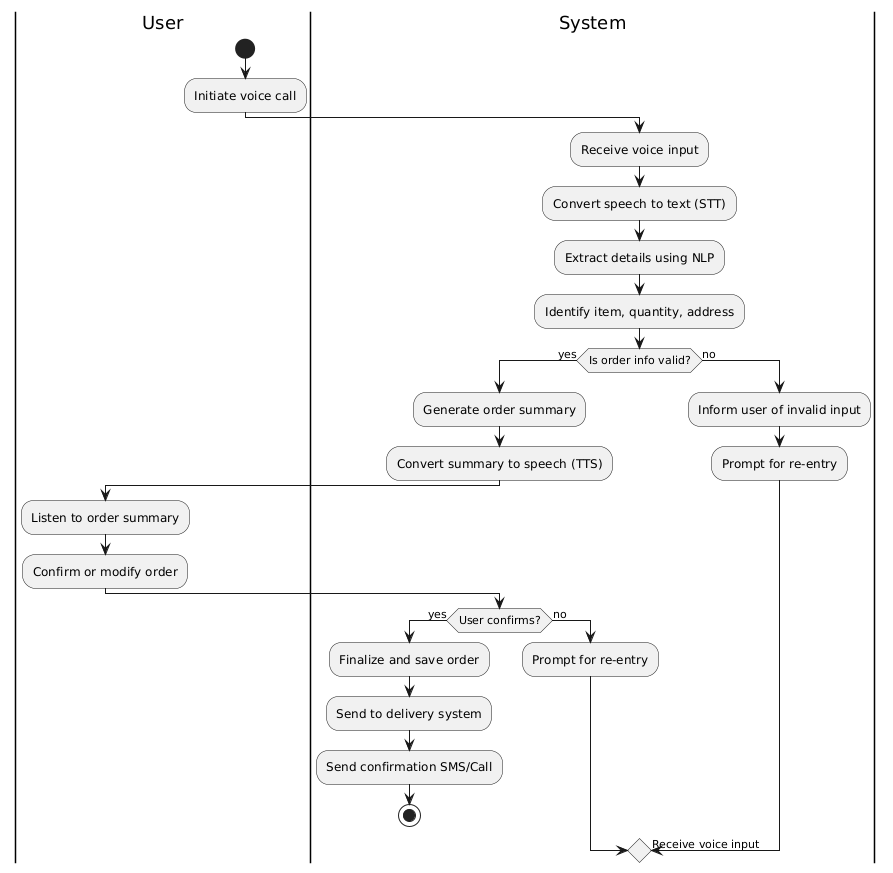 User
System
Initiate voice call
Receive voice input
Convert speech to text (STT)
Extract details using NLP
Identify item, quantity, address
yes
Is order info valid?
no
Generate order summary
Inform user of invalid input
Convert summary to speech (TTS)
Prompt for re-entry
Listen to order summary
Confirm or modify order
yes
User confirms?
no
Finalize and save order
Prompt for re-entry
Send to delivery system
Send confirmation SMS/Call
Receive voice input